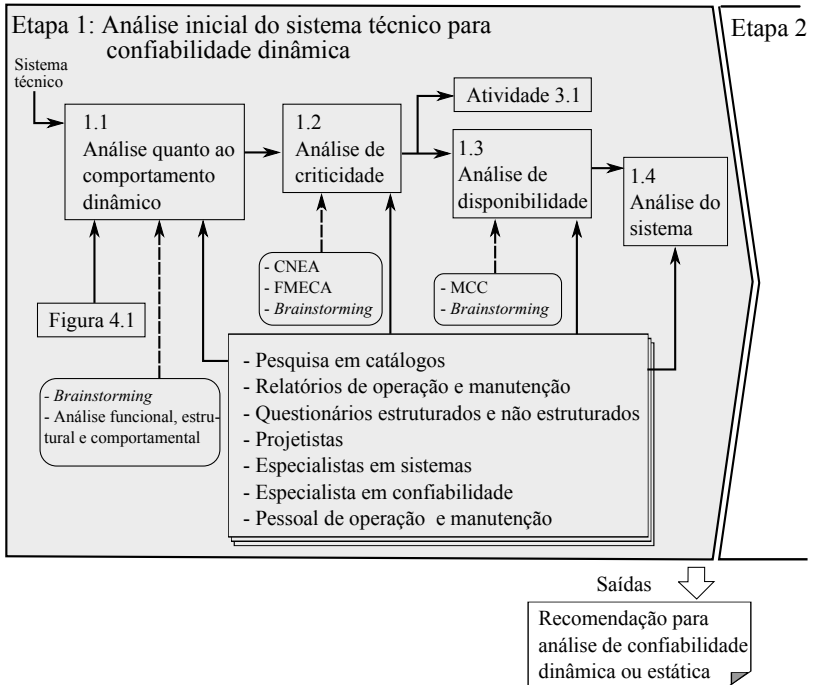 Etapa 1: Análise inicial do sistema técnico para
confiabilidade dinâmica
Etapa 2
Sistema
técnico
1.1
Análise quanto ao
comportamento
dinâmico
1.2
Análise de
criticidade
Atividade 3.1
1.3
Análise de
disponibilidade
1.4
Análise do
sistema
- CNEA
- FMECA
- Brainstorming
- MCC
- Brainstorming
Figura 4.1
- Brainstorming
- Análise funcional, estru-
tural e comportamental
- Pesquisa em catálogos
- Relatórios de operação e manutenção
- Questionários estruturados e não estruturados
- Projetistas
- Especialistas em sistemas
- Especialista em confiabilidade
- Pessoal de operação e manutenção
Saídas
Recomendação para
análise de confiabilidade
dinâmica ou estática